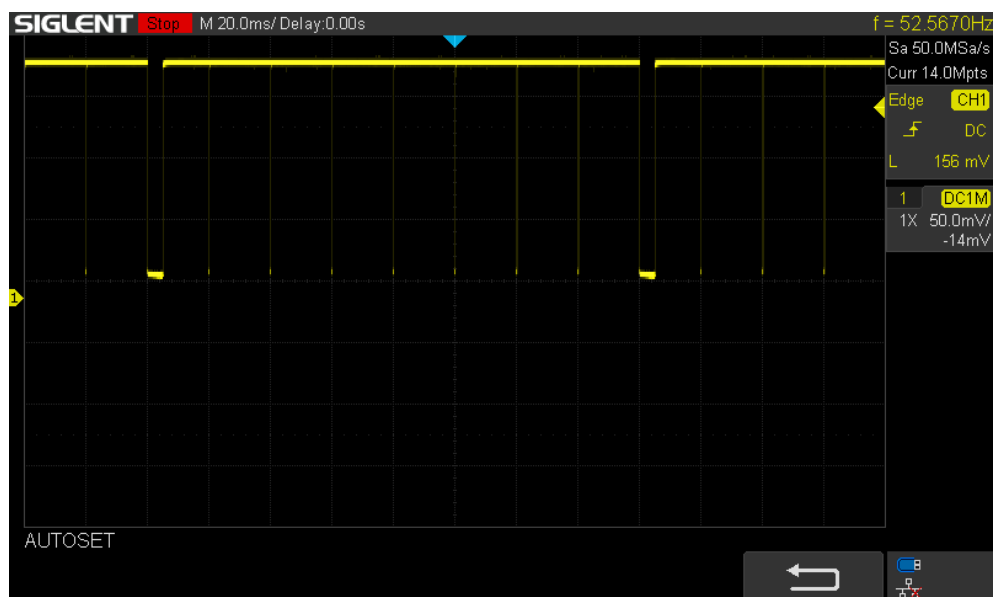 SIGLENT Stop M 20.0ms/ Delay:0.00s f = 52.5670Hz
Sa 50.0MSa/s
Curr 14.0Mpts
Edge CH1
DC
L 156 mV
1 DC1M
1X 50.0mV/
-14mV
1
AUTOSET